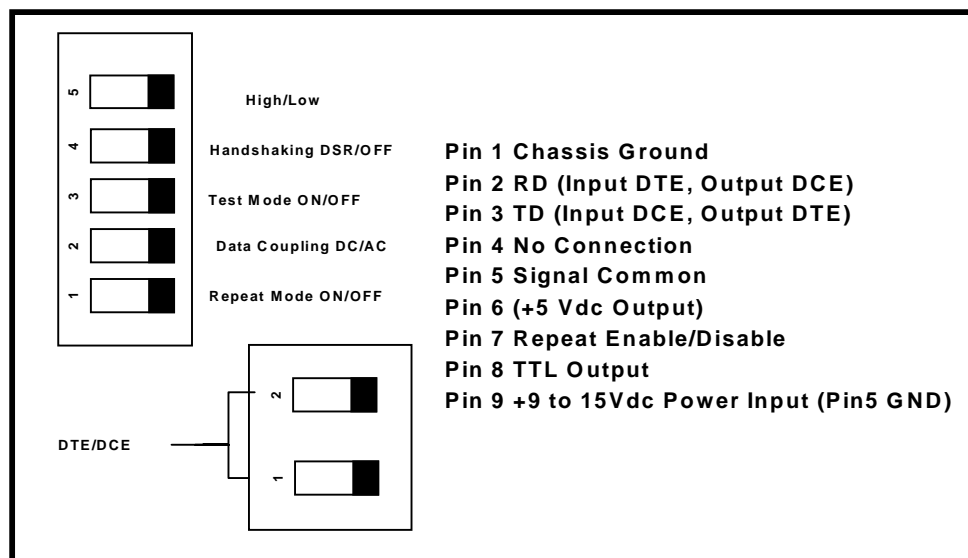 5
High/Low
4
Handshaking DSR/OFF
3
Test Mode ON/OFF
2
Data Coupling DC/AC
1
Repeat Mode ON/OFF
Pin 1 Chassis Ground
Pin 2 RD (Input DTE, Output DCE)
Pin 3 TD (Input DCE, Output DTE)
Pin 4 No Connection
Pin 5 Signal Common
Pin 6 (+5 Vdc Output)
Pin 7 Repeat Enable/Disable
Pin 8 TTL Output
Pin 9 +9 to 15Vdc Power Input (Pin5 GND)
2
DTE/DCE
1